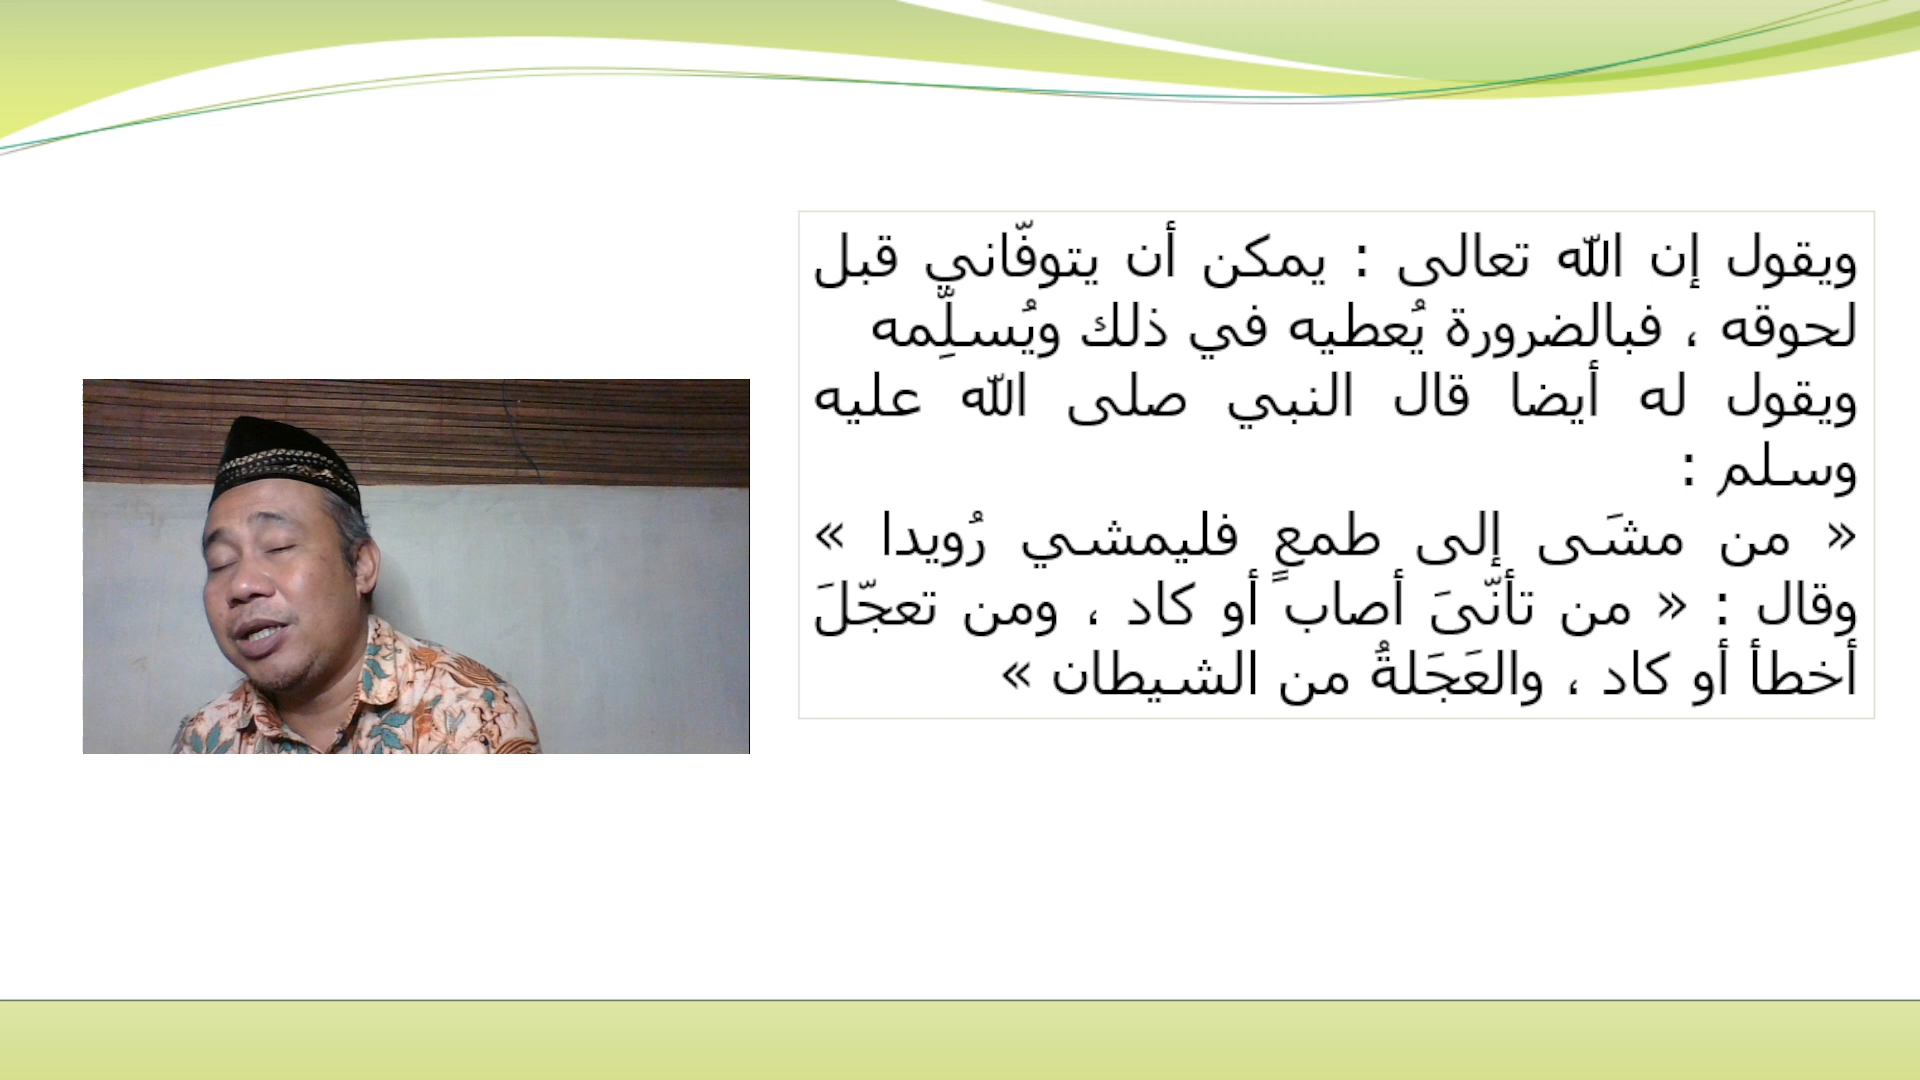 ويقول إن الله تعالى : يمكن أن يتوفّاني قبل
لحوقه ، فبالضرورة يُعطيه في ذلك ويُسلِّمه
ويقول له أيضا قال النبي صلى الله عليه
وسلم :
« من مشَى إلى طمعٍ فليمشي رُويدا »
وقال : « من تأنّىَ أصاب أو كاد ، ومن تعجّلَ
أخطأ أو كاد ، والعَجَلةُ من الشيطان »